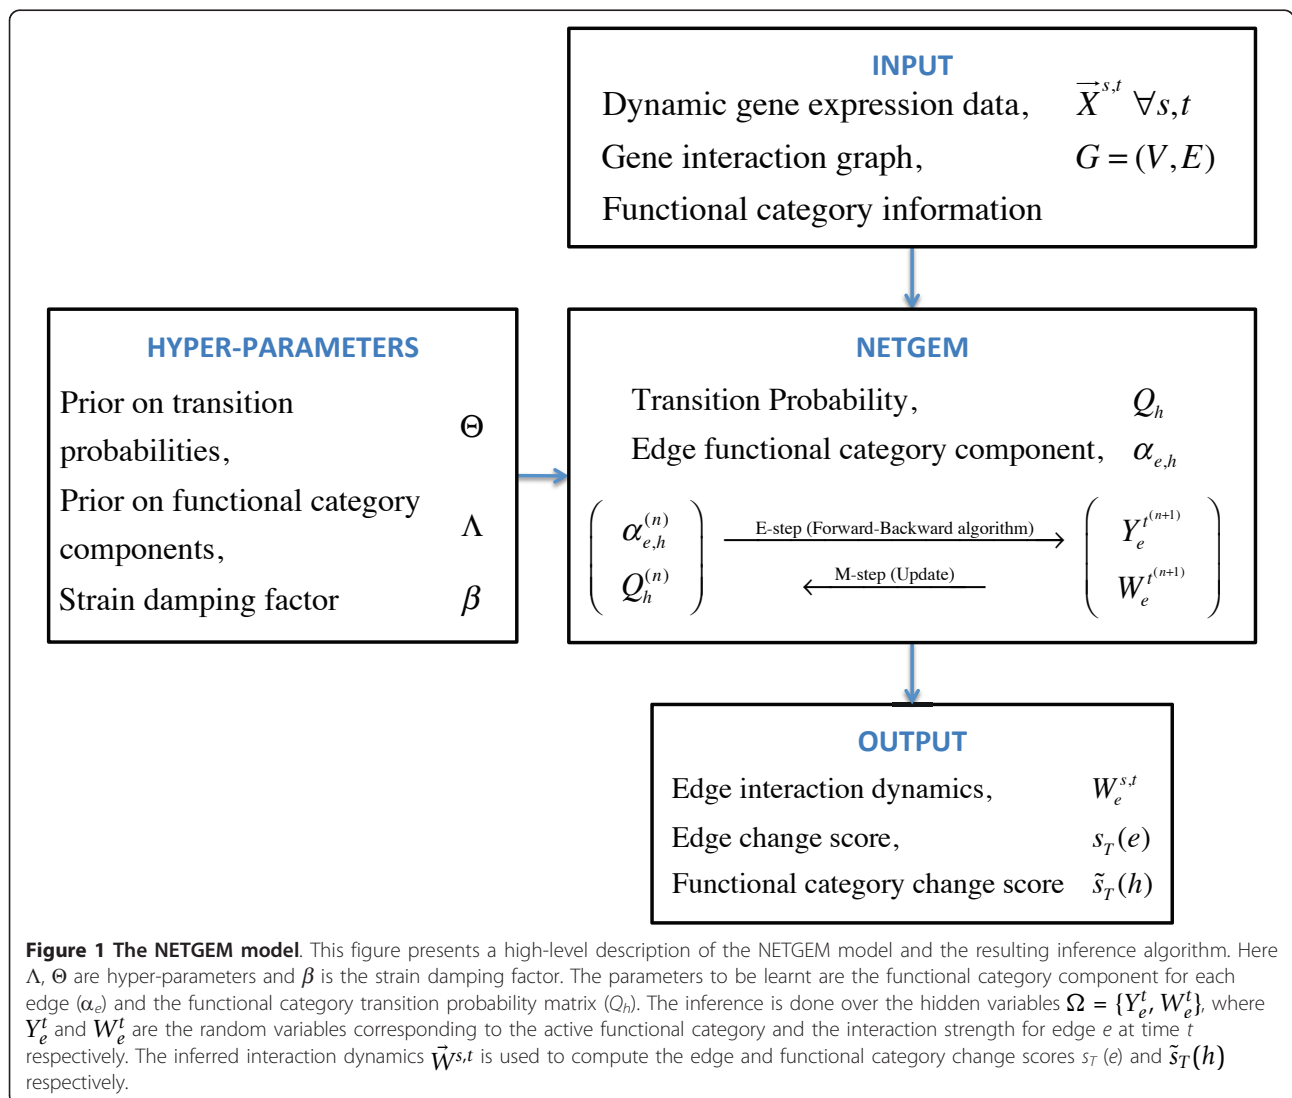 INPUT
Dynamic gene expression data, $\overrightarrow{X}^{s,t}$ ∀s,t
Gene interaction graph, G = (V, E)
Functional category information
HYPER-PARAMETERS
Prior on transition
probabilities, Θ
Prior on functional category
components, Λ
Strain damping factor β
NETGEM
Transition Probability, $Q_h$
Edge functional category component, $\alpha_{e,h}$
$\alpha_{e,h}^{(n)}$ E-step (Forward-Backward algorithm) $Y_e^{t^{(n+1)}}$
$Q_h^{(n)}$ M-step (Update) $W_e^{t^{(n+1)}}$
OUTPUT
Edge interaction dynamics, $W_e^{s,t}$
Edge change score, $s_T(e)$
Functional category change score $\tilde{s}_T(h)$
Figure 1 The NETGEM model. This figure presents a high-level description of the NETGEM model and the resulting inference algorithm. Here
Λ, Θ are hyper-parameters and β is the strain damping factor. The parameters to be learnt are the functional category component for each
edge ($\alpha_e$) and the functional category transition probability matrix ($Q_h$). The inference is done over the hidden variables $\Omega = \{Y_e^t, W_e^t\}$, where
$Y_e^t$ and $W_e^t$ are the random variables corresponding to the active functional category and the interaction strength for edge e at time t
respectively. The inferred interaction dynamics $\vec{W}^{s,t}$ is used to compute the edge and functional category change scores $s_T$ (e) and $\tilde{s}_T(h)$
respectively.